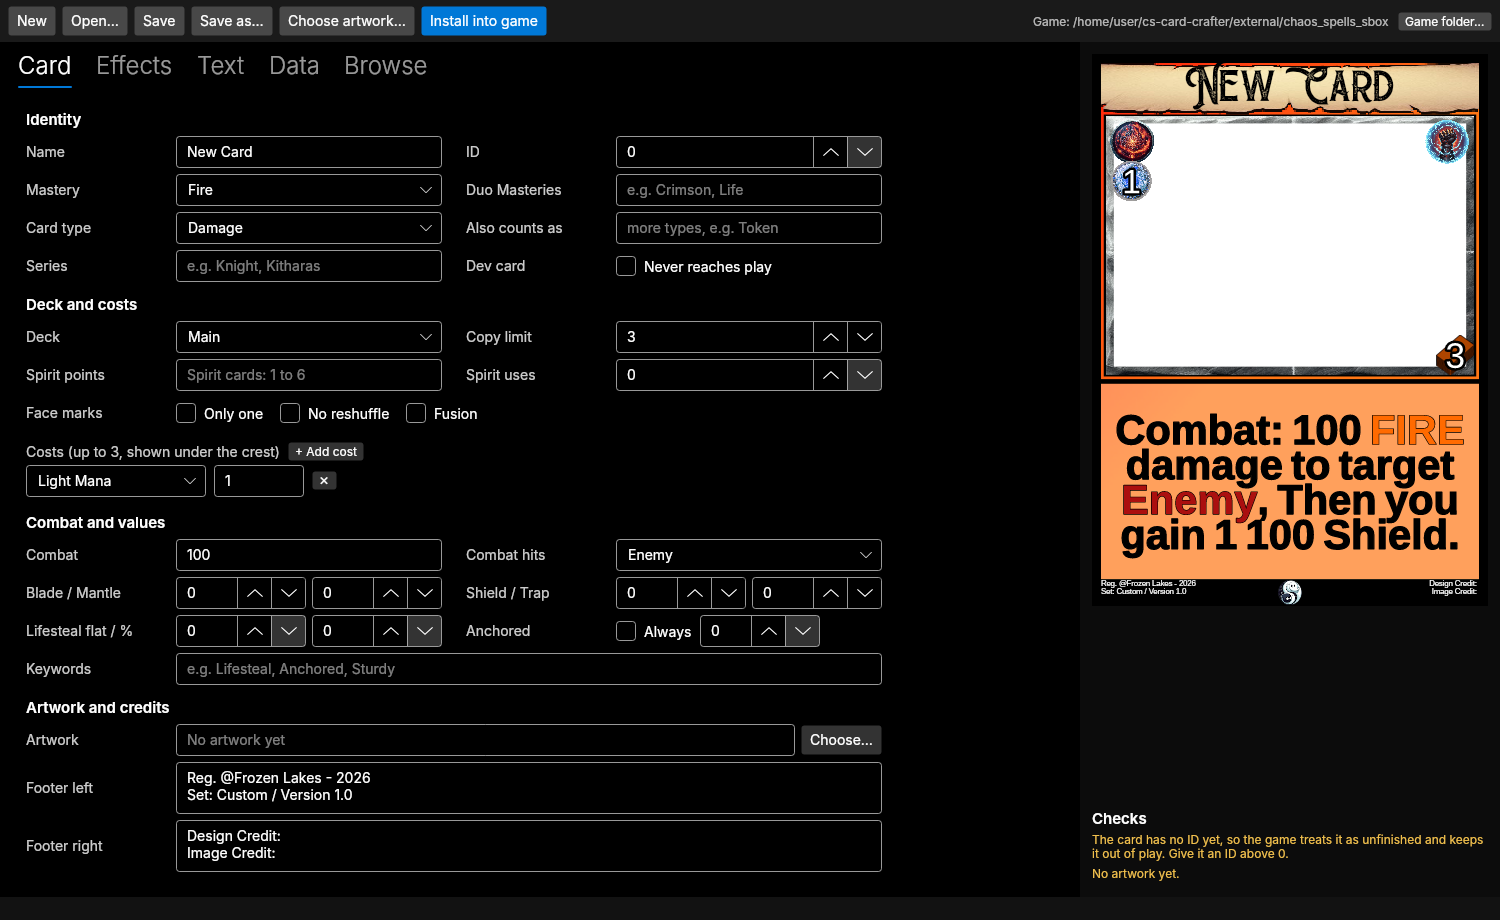 New Open... Save Save as... Choose artwork... Install into game Game: /home/user/cs-card-crafter/external/chaos_spells_sbox Game folder...
Card Effects Text Data Browse
Identity
Name New Card ID 0
Mastery Fire Duo Masteries e.g. Crimson, Life
Card type Damage Also counts as more types, e.g. Token
Series e.g. Knight, Kitharas Dev card Never reaches play
Deck and costs
Deck Main Copy limit 3
Spirit points Spirit cards: 1 to 6 Spirit uses 0
Face marks Only one No reshuffle Fusion
Costs (up to 3, shown under the crest) + Add cost
Light Mana 1
Combat and values
Combat 100 Combat hits Enemy
Blade / Mantle 0 0 Shield / Trap 0 0
Lifesteal flat / % 0 0 Anchored Always 0
Keywords e.g. Lifesteal, Anchored, Sturdy
Artwork and credits
Artwork No artwork yet Choose...
Footer left Reg. @Frozen Lakes - 2026
Set: Custom / Version 1.0
Footer right Design Credit:
Image Credit:
New Card
1
3
Combat: 100 FIRE
damage to target
Enemy, Then you
gain 1 100 Shield.
Reg. @Frozen Lakes - 2026 Design Credit:
Set: Custom / Version 1.0 Image Credit:
Checks
The card has no ID yet, so the game treats it as unfinished and keeps
it out of play. Give it an ID above 0.
No artwork yet.